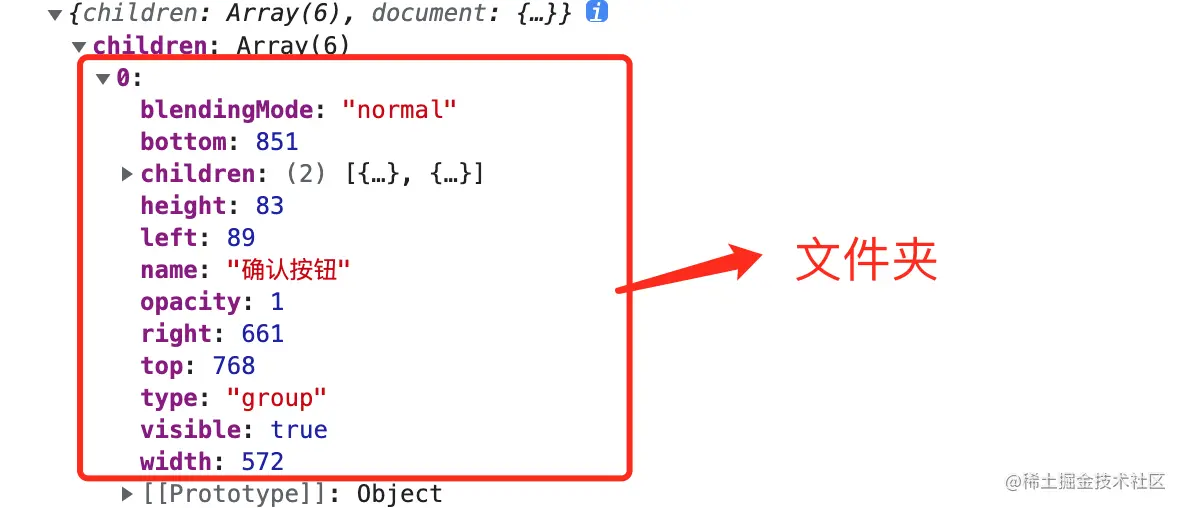 {children: Array(6), document: {…}} i
children: Array(6)
0:
blendingMode: "normal"
bottom: 851
children: (2) [{…}, {…}]
height: 83
left: 89
name: "确认按钮"
opacity: 1
right: 661
top: 768
type: "group"
visible: true
width: 572
[[Prototype]]: Object
文件夹
@稀土掘金技术社区